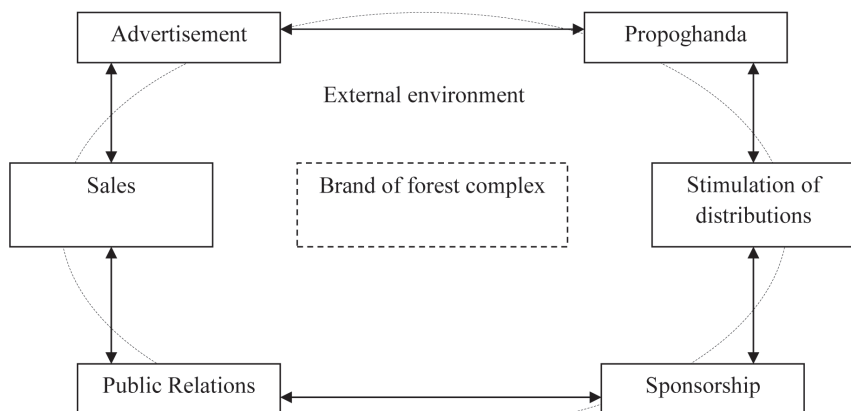 Advertisement
Propoghanda
External environment
Sales
Brand of forest complex
Stimulation of
distributions
Public Relations
Sponsorship